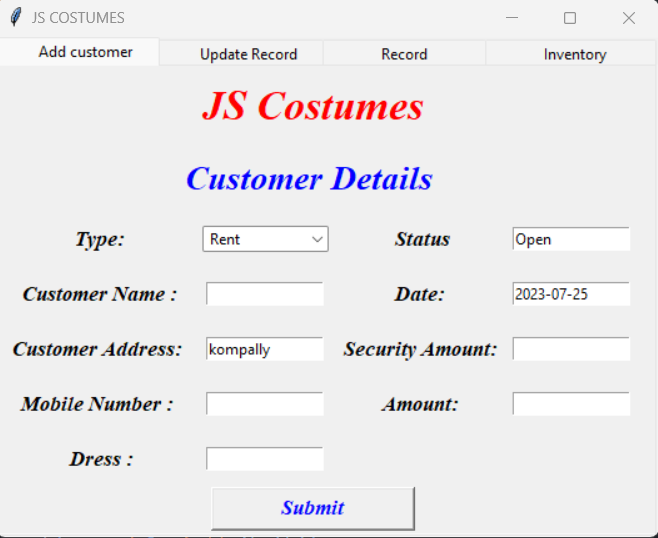 JS COSTUMES
Add customer Update Record Record Inventory
JS Costumes
Customer Details
Type: Rent Status Open
Customer Name : Date: 2023-07-25
Customer Address: kompally Security Amount:
Mobile Number : Amount:
Dress :
Submit